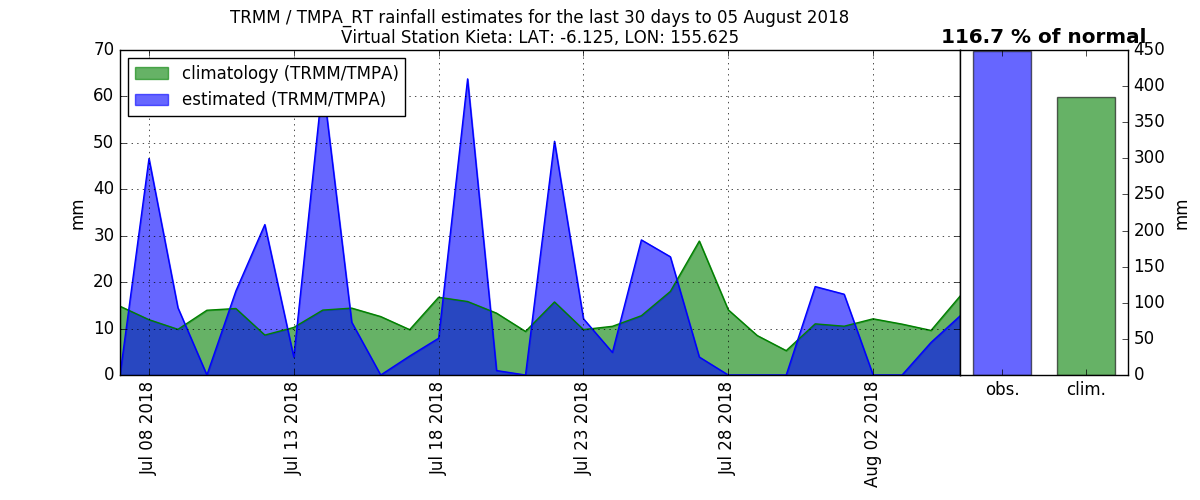 TRMM / TMPA_RT rainfall estimates for the last 30 days to 05 August 2018
Virtual Station Kieta: LAT: -6.125, LON: 155.625
116.7 % of normal
climatology (TRMM/TMPA)
estimated (TRMM/TMPA)
70
60
50
40
30
20
10
0
mm
450
400
350
300
250
200
150
100
50
0
mm
Jul 08 2018
Jul 13 2018
Jul 18 2018
Jul 23 2018
Jul 28 2018
Aug 02 2018
obs.
clim.